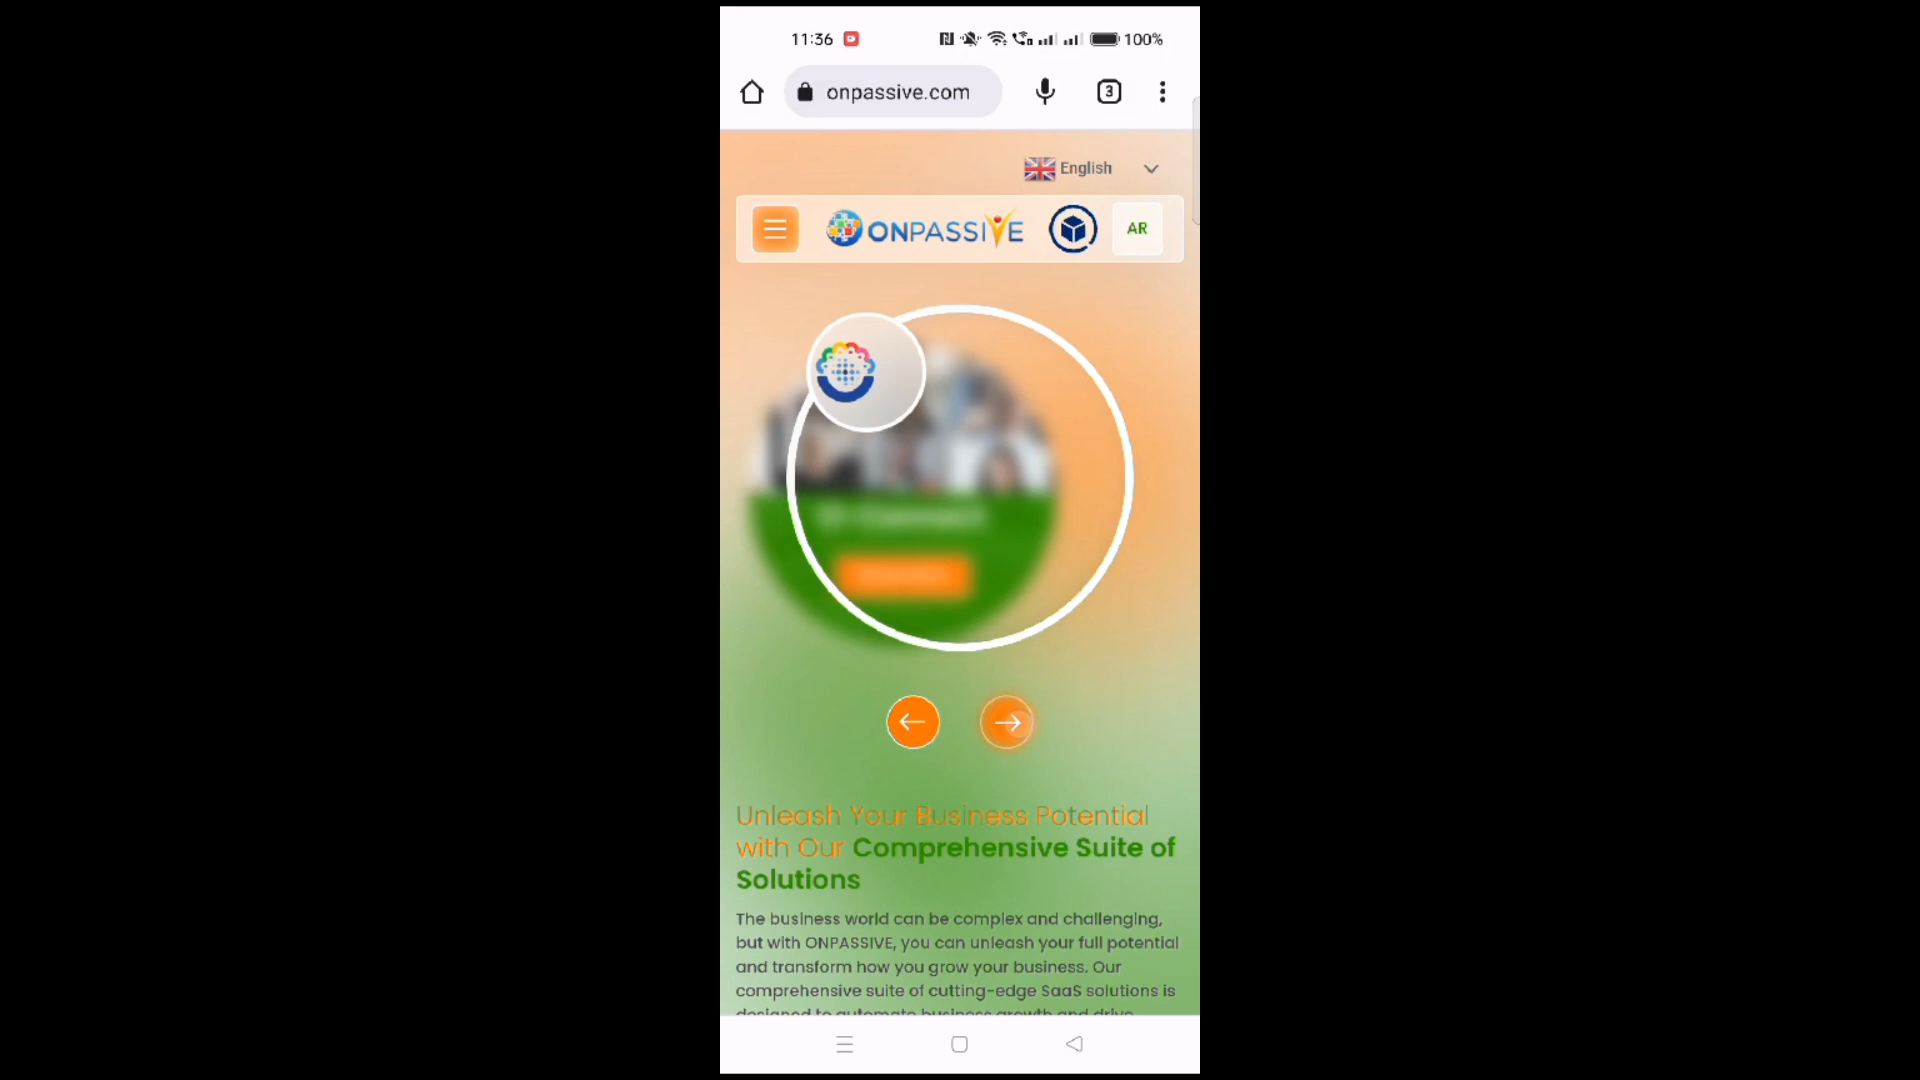 11:36
100%
onpassive.com
3
English
ONPASSIVE
AR
Unleash Your Business Potential
with Our Comprehensive Suite of
Solutions
The business world can be complex and challenging,
but with ONPASSIVE, you can unleash your full potential
and transform how you grow your business. Our
comprehensive suite of cutting-edge SaaS solutions is
designed to automate business growth and drive